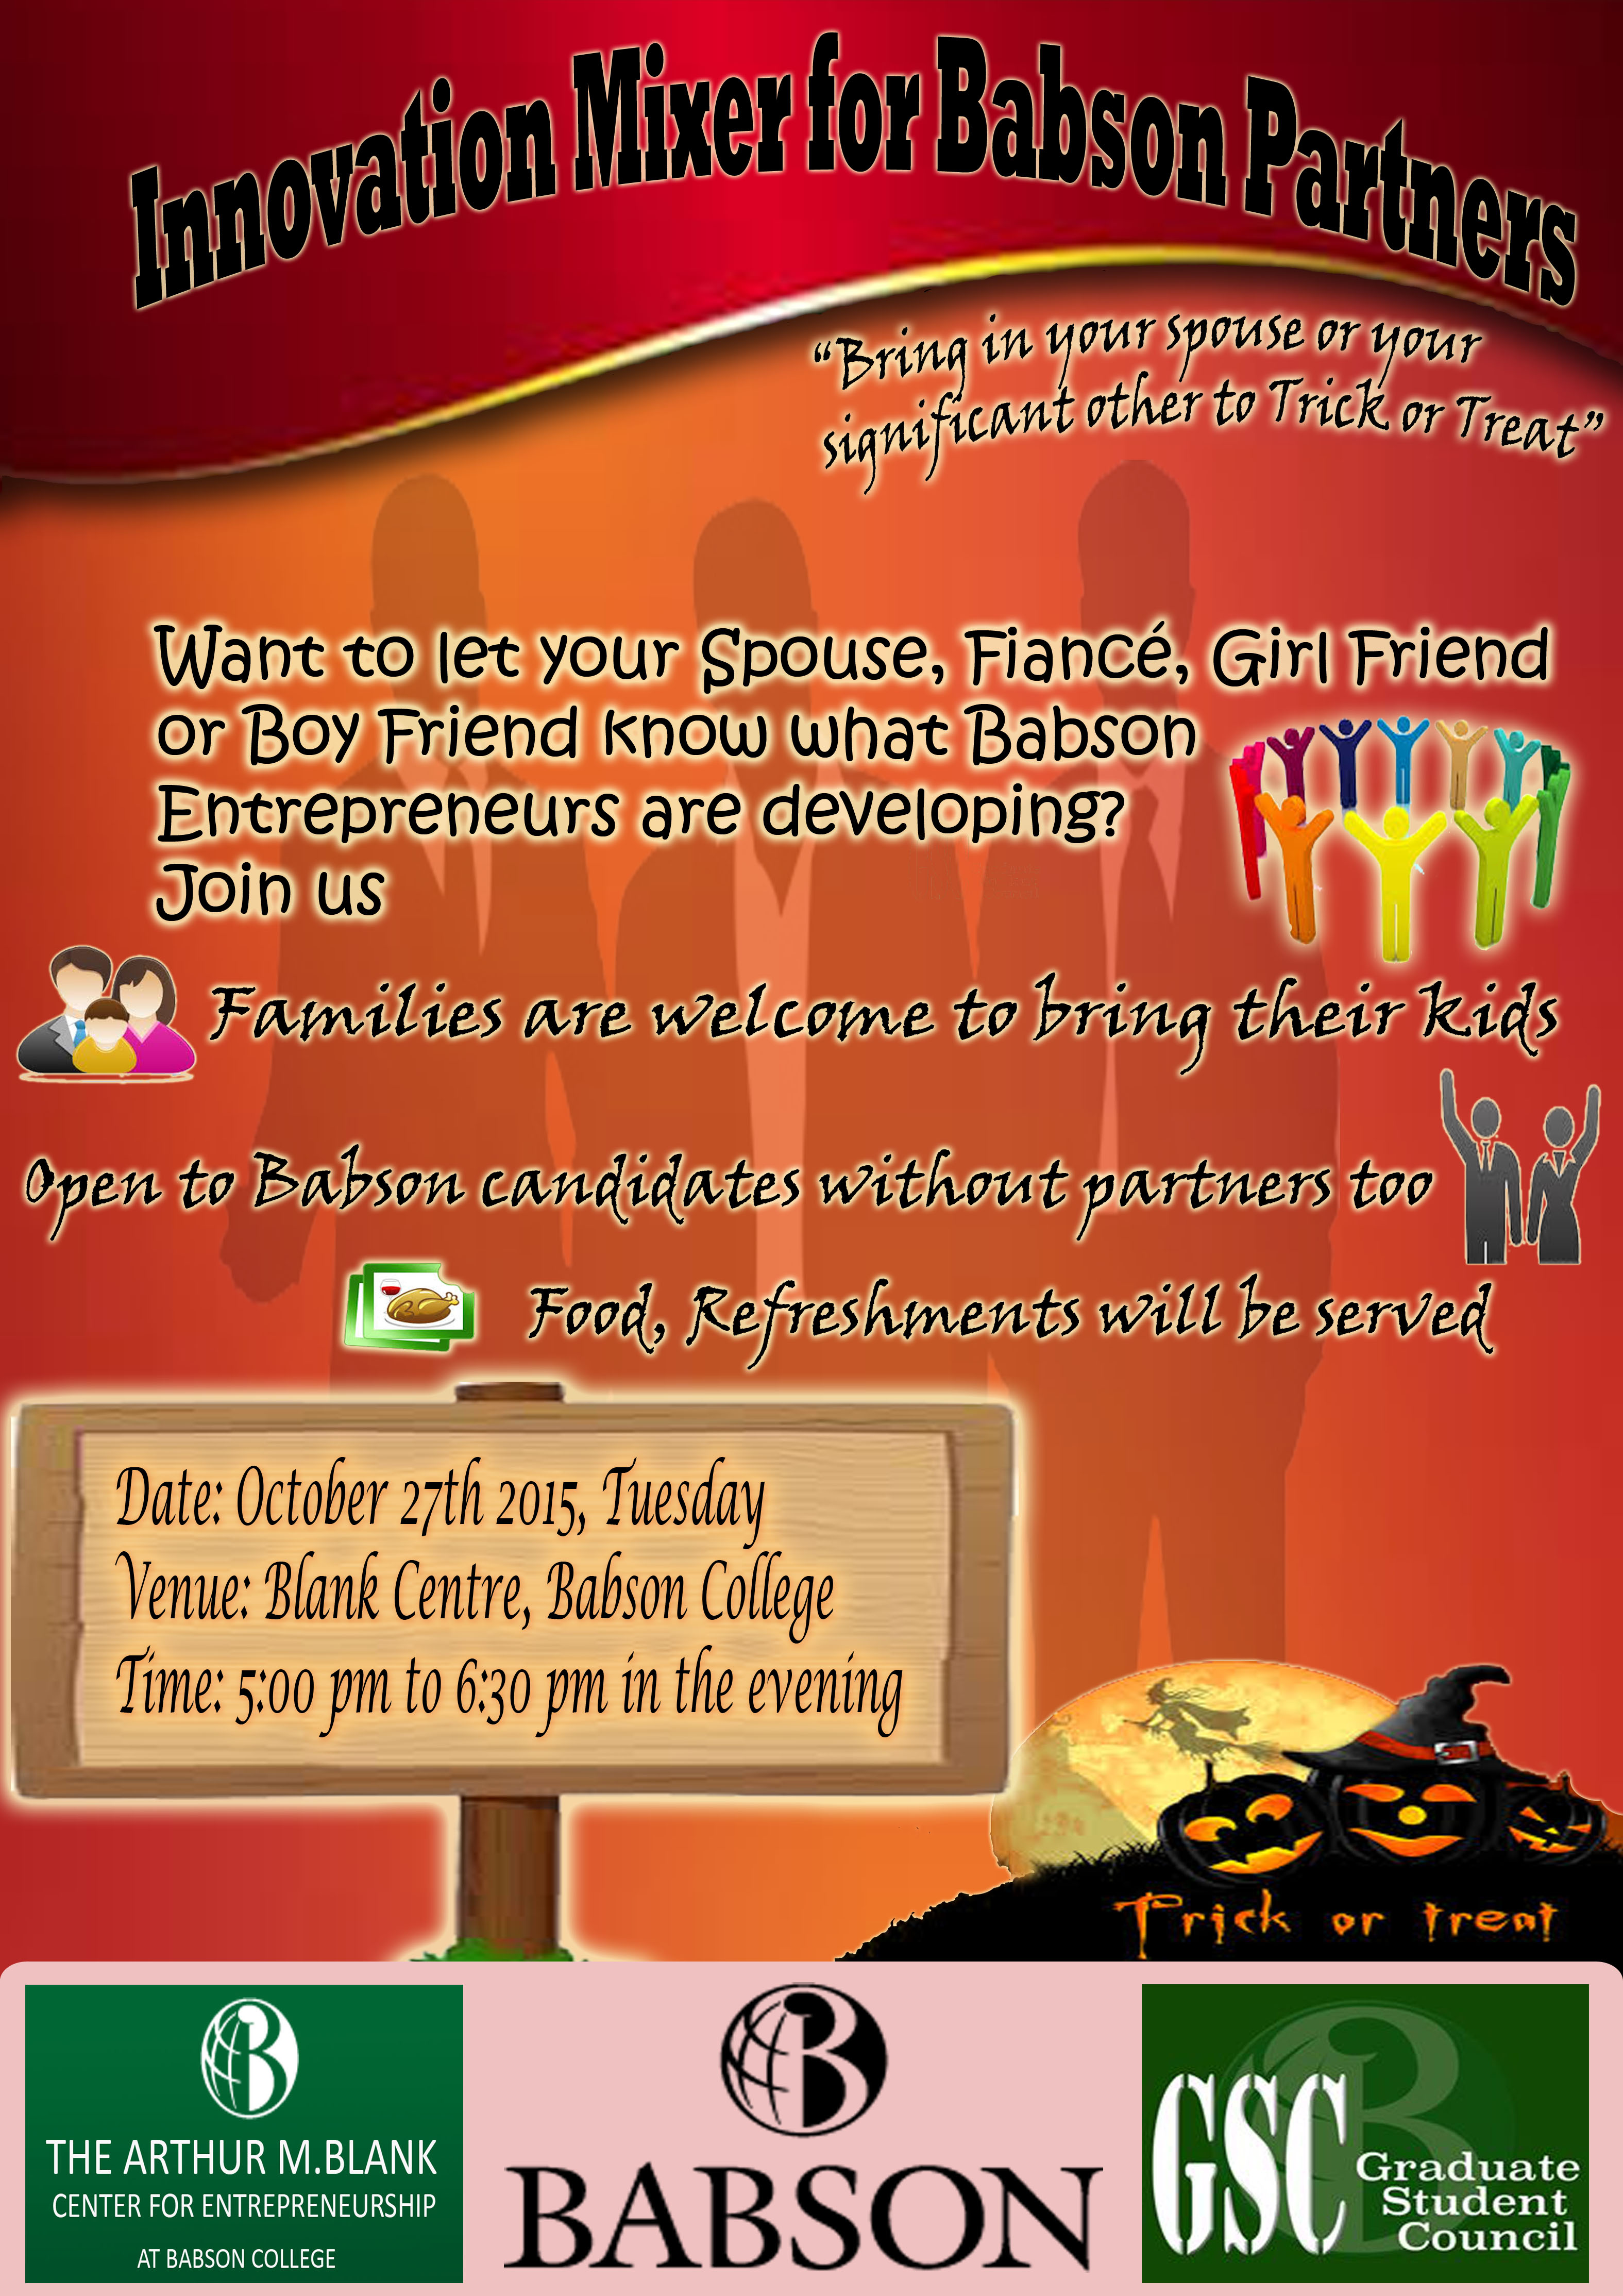 Innovation Mixer for Babson Partners
“Bring in your spouse or your
significant other to Trick or Treat”
Want to let your Spouse, Fiancé, Girl Friend
or Boy Friend know what Babson
Entrepreneurs are developing?
Join us
Families are welcome to bring their kids
Open to Babson candidates without partners too
Food, Refreshments will be served
Date: October 27th 2015, Tuesday
Venue: Blank Centre, Babson College
Time: 5:00 pm to 6:30 pm in the evening
Trick or treat
THE ARTHUR M.BLANK
CENTER FOR ENTREPRENEURSHIP
AT BABSON COLLEGE
BABSON
GSC
Graduate
Student
Council